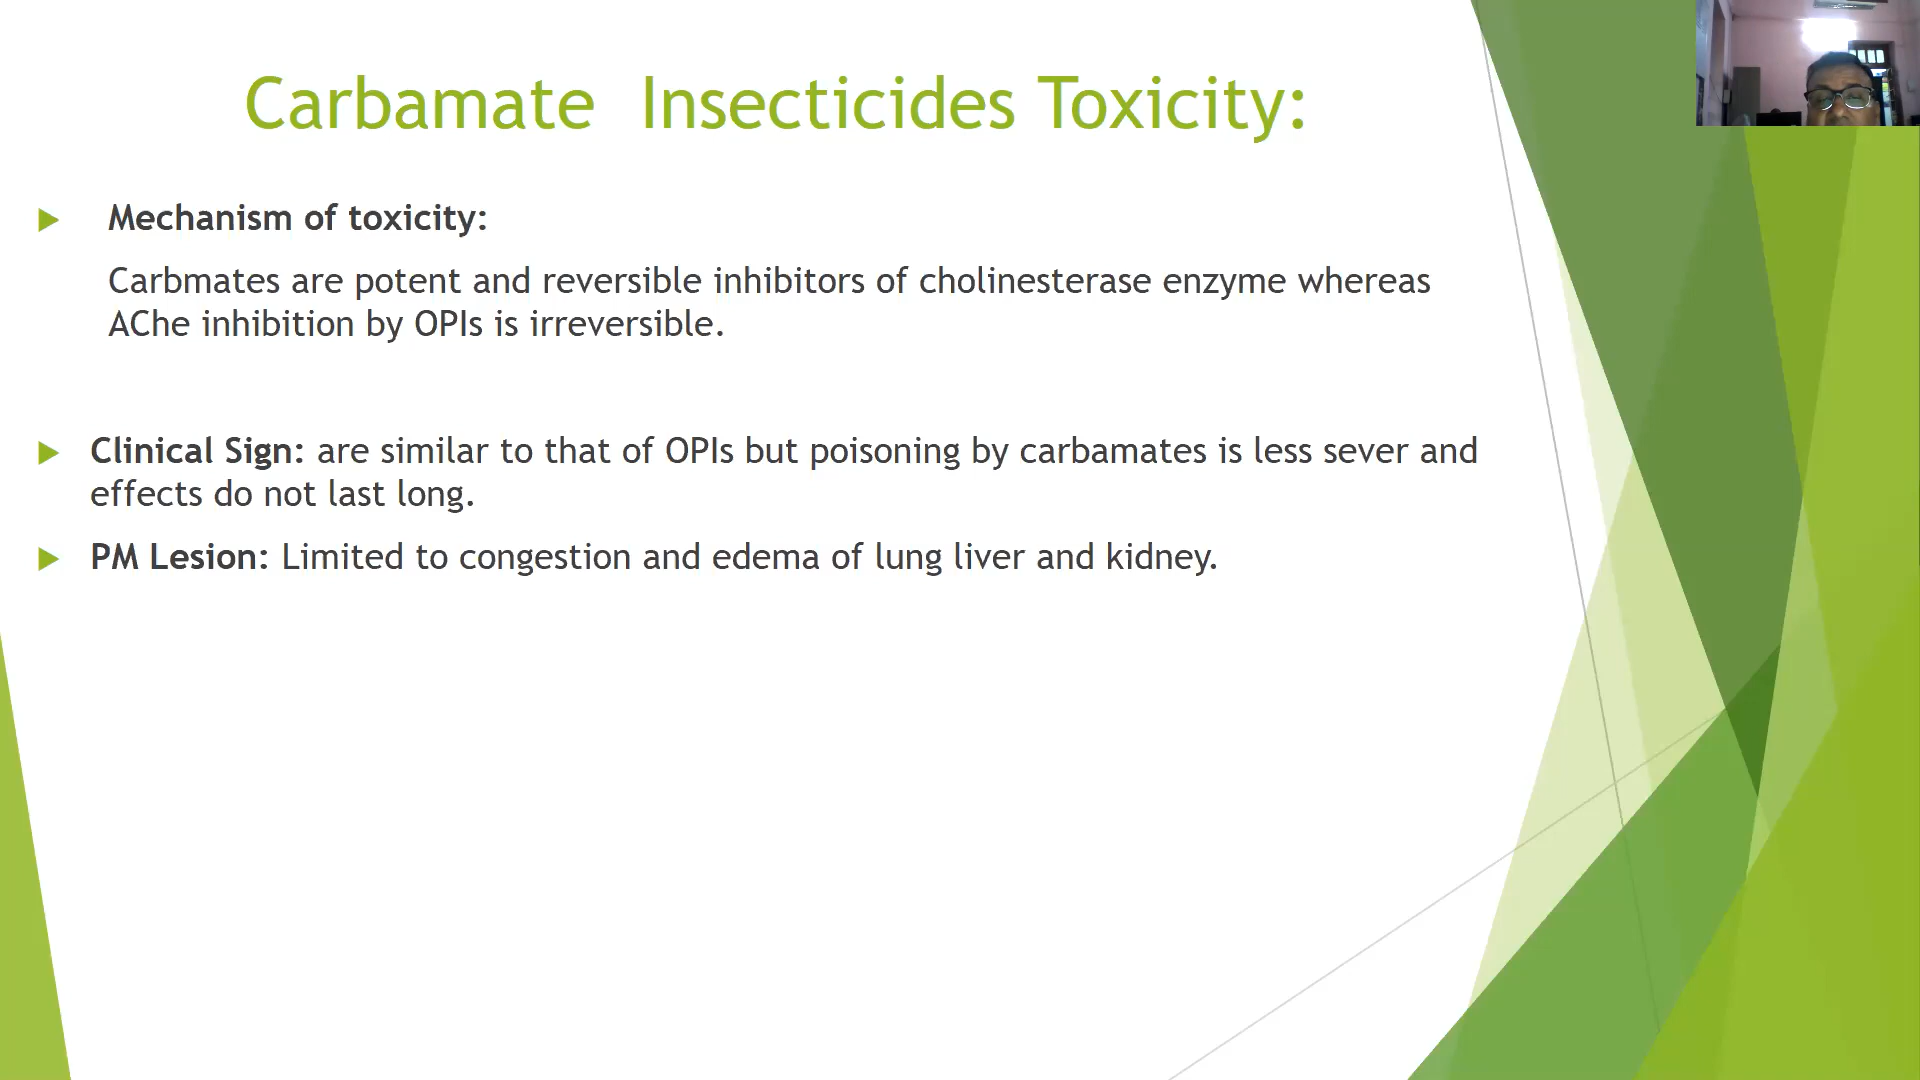 Carbamate  Insecticides Toxicity:
Mechanism of toxicity:
Carbmates are potent and reversible inhibitors of cholinesterase enzyme whereas
AChe inhibition by OPIs is irreversible.
Clinical Sign: are similar to that of OPIs but poisoning by carbamates is less sever and
effects do not last long.
PM Lesion: Limited to congestion and edema of lung liver and kidney.